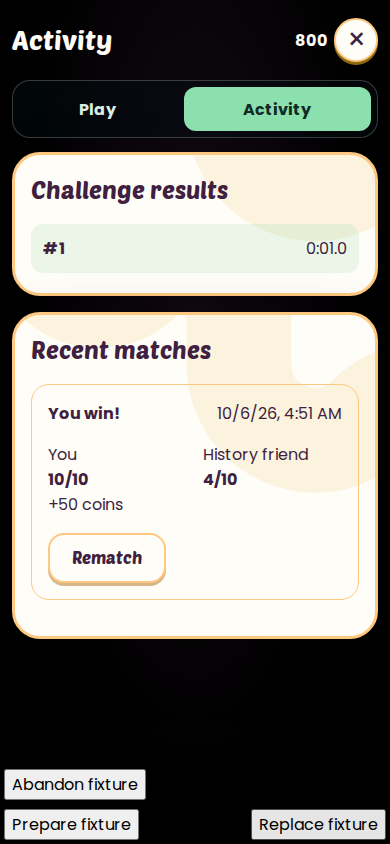 Activity
800
×
Play
Activity
Challenge results
#1 0:01.0
Recent matches
You win! 10/6/26, 4:51 AM
You History friend
10/10 4/10
+50 coins
Rematch
Abandon fixture
Prepare fixture Replace fixture